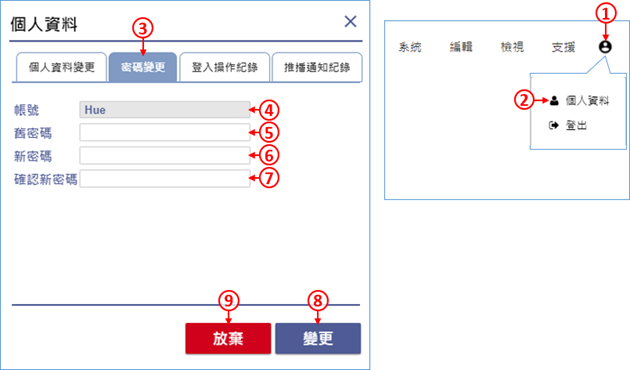 個人資料
③
個人資料變更 密碼變更 登入操作紀錄 推播通知紀錄
帳號 Hue ④
舊密碼 ⑤
新密碼 ⑥
確認新密碼 ⑦
⑨ ⑧
放棄 變更
①
系統 編輯 檢視 支援
② 個人資料
登出